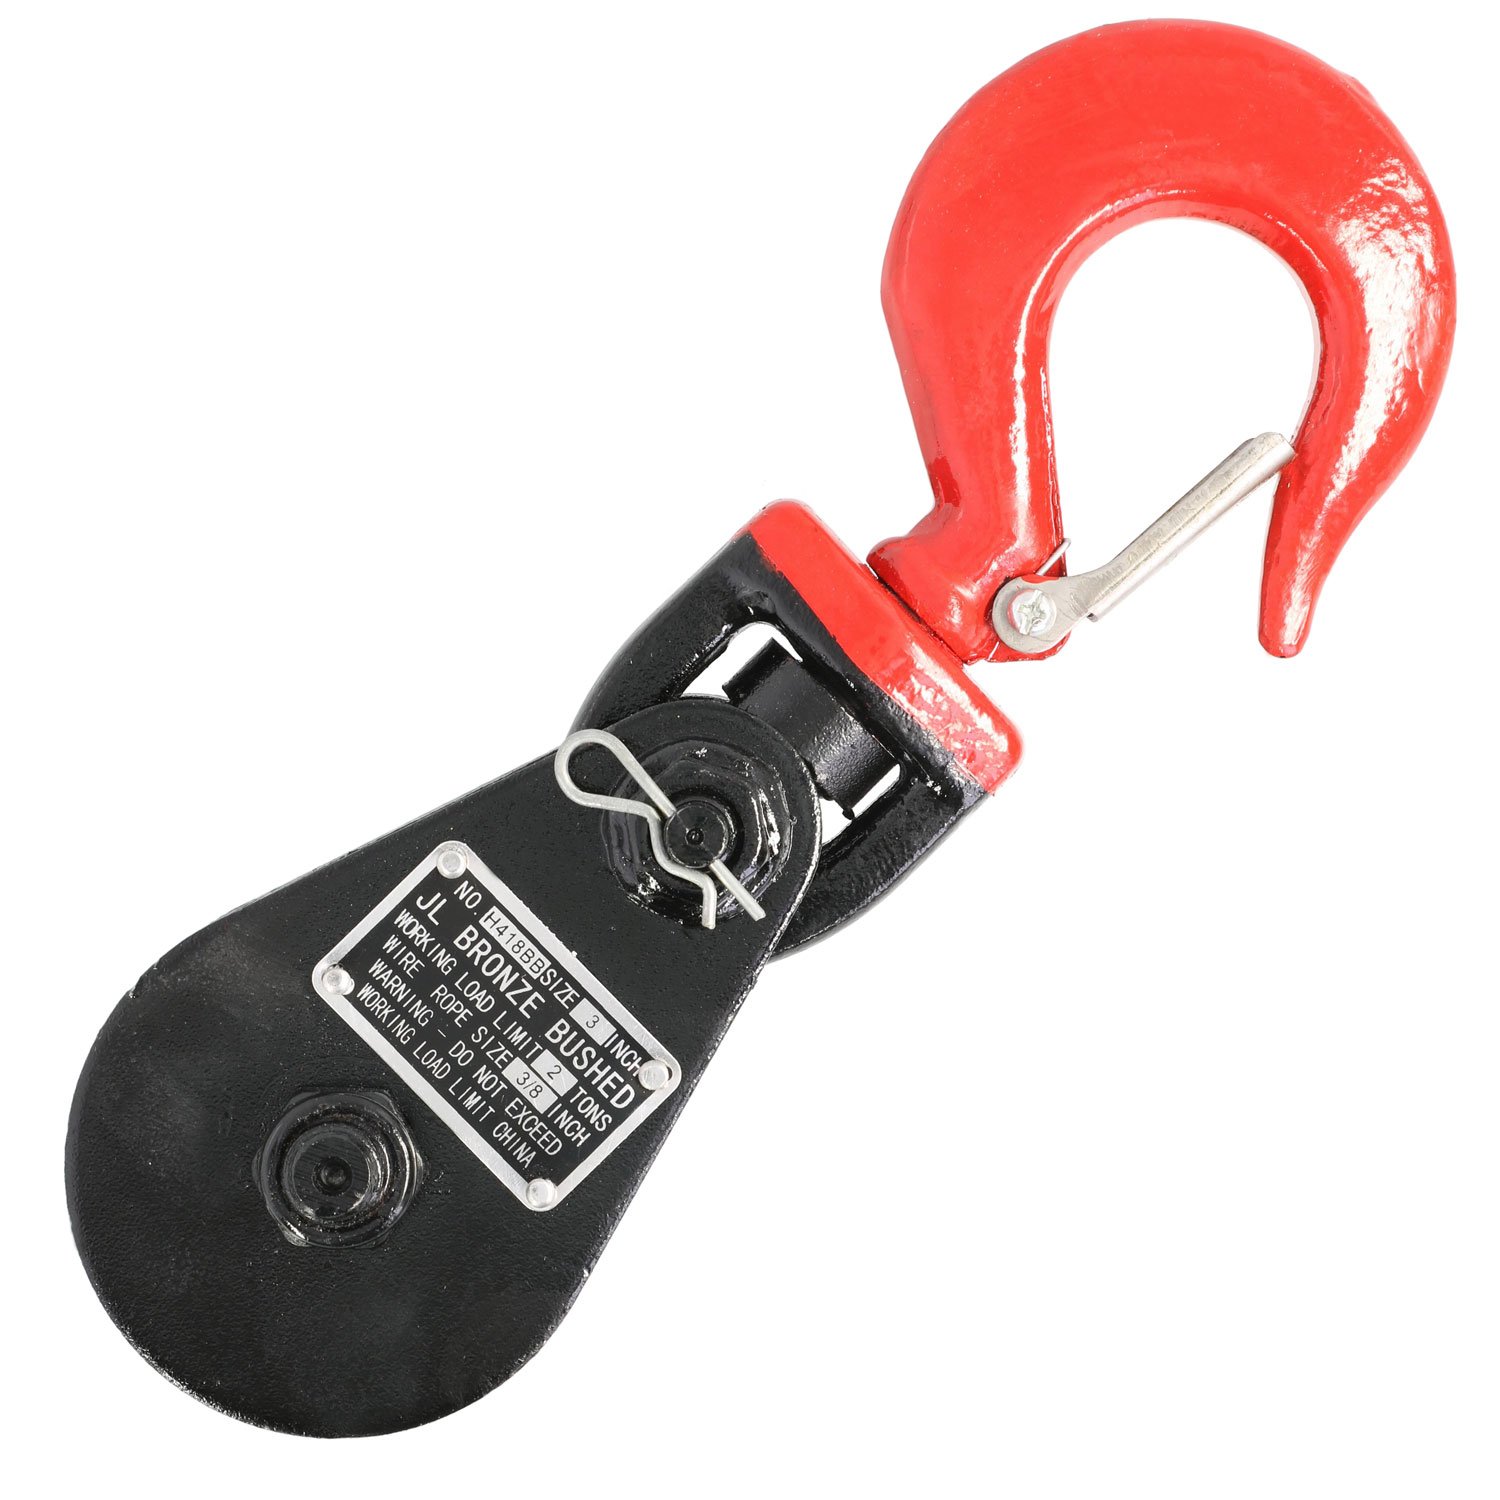 NO. H418BB SIZE 3 INCH
JL BRONZE BUSHED
WORKING LOAD LIMIT 2 TONS
WIRE ROPE SIZE 3/8 INCH
WARNING - DO NOT EXCEED
WORKING LOAD LIMIT CHINA